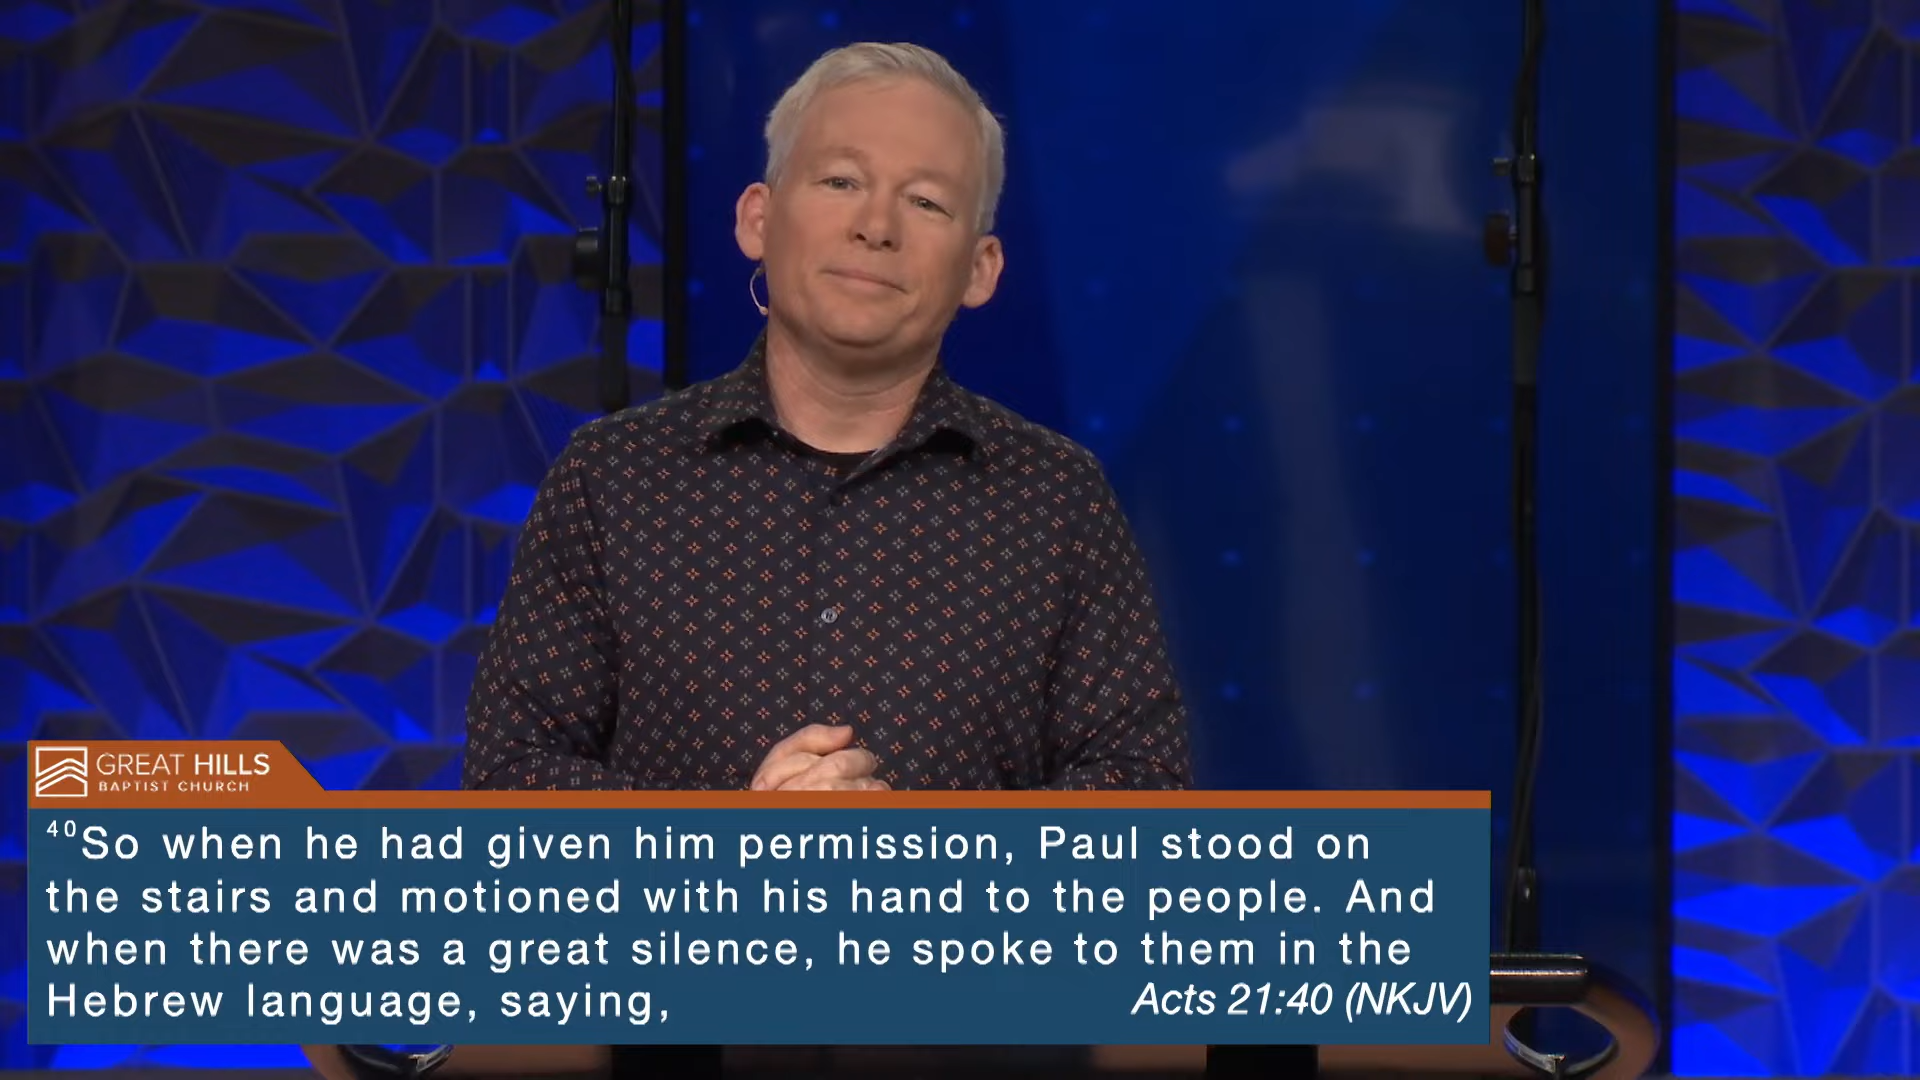 GREAT HILLS
BAPTIST CHURCH
40So when he had given him permission, Paul stood on
the stairs and motioned with his hand to the people. And
when there was a great silence, he spoke to them in the
Hebrew language, saying,
Acts 21:40 (NKJV)